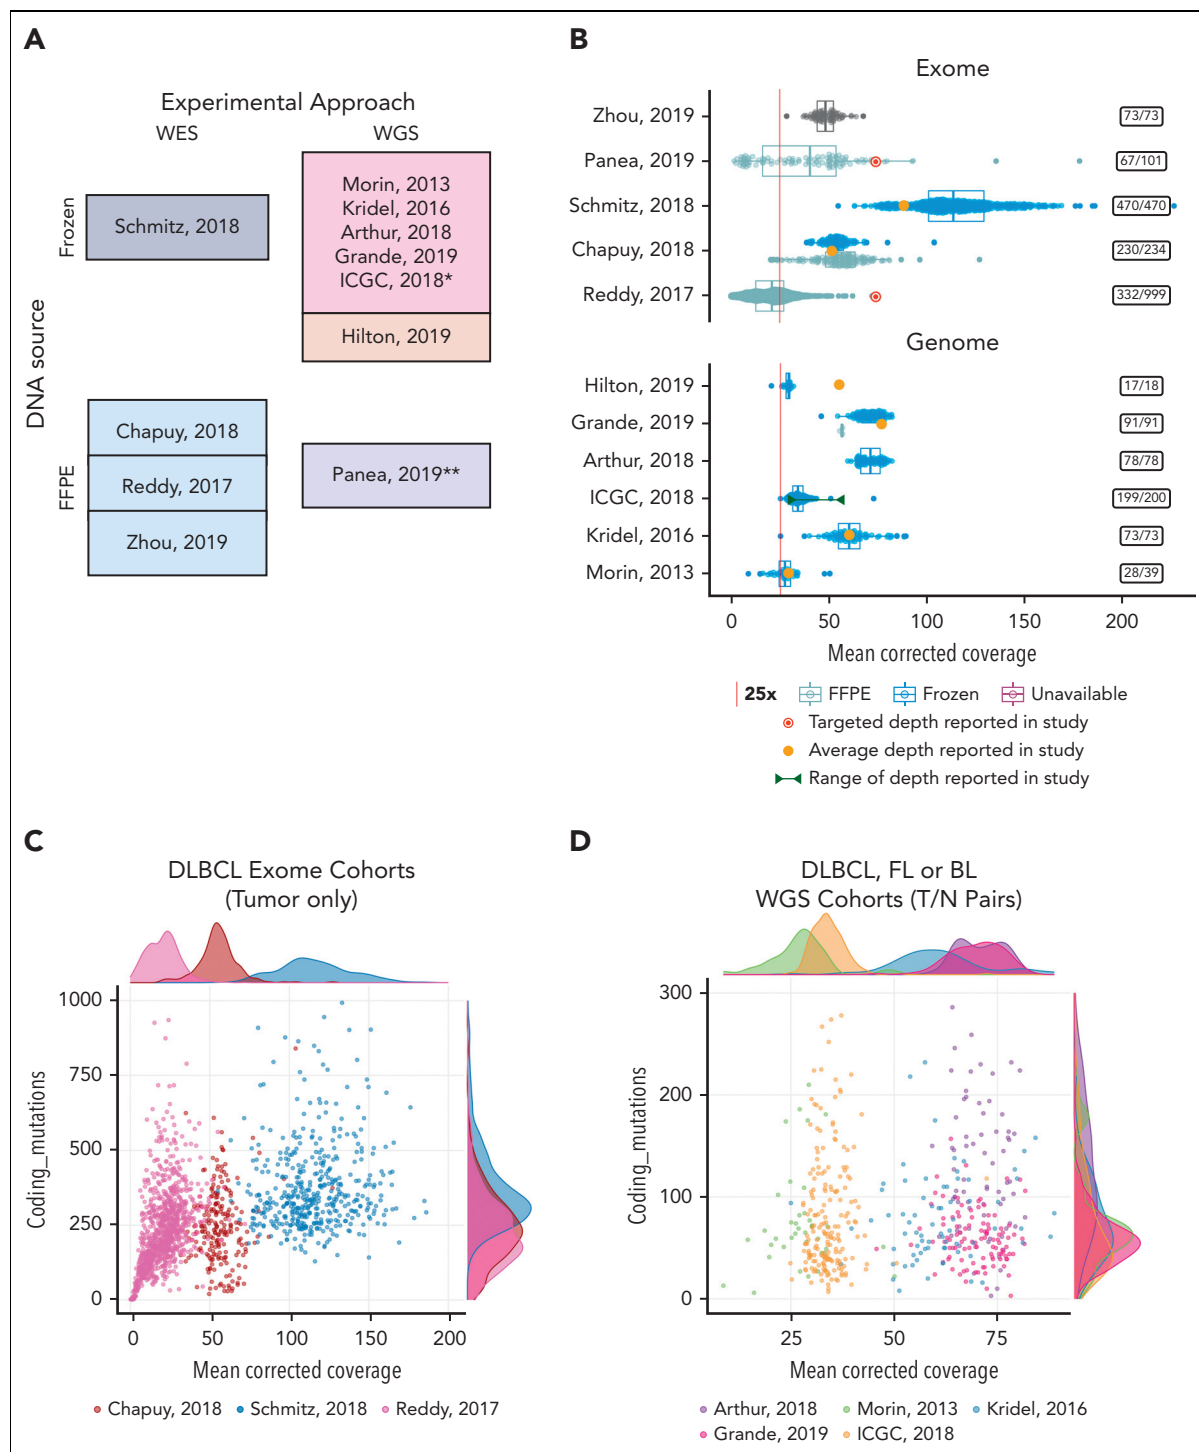 A
Experimental Approach
WES
WGS
DNA source
Frozen
FFPE
Schmitz, 2018
Morin, 2013
Kridel, 2016
Arthur, 2018
Grande, 2019
ICGC, 2018*
Hilton, 2019
Chapuy, 2018
Reddy, 2017
Zhou, 2019
Panea, 2019**
B
Exome
Zhou, 2019
73/73
Panea, 2019
67/101
Schmitz, 2018
470/470
Chapuy, 2018
230/234
Reddy, 2017
332/999
Genome
Hilton, 2019
17/18
Grande, 2019
91/91
Arthur, 2018
78/78
ICGC, 2018
199/200
Kridel, 2016
73/73
Morin, 2013
28/39
0 50 100 150 200
Mean corrected coverage
25x FFPE Frozen Unavailable
Targeted depth reported in study
Average depth reported in study
Range of depth reported in study
C
DLBCL Exome Cohorts
(Tumor only)
Coding_mutations
1000
750
500
250
0
0 50 100 150 200
Mean corrected coverage
Chapuy, 2018 Schmitz, 2018 Reddy, 2017
D
DLBCL, FL or BL
WGS Cohorts (T/N Pairs)
Coding_mutations
300
200
100
0
25 50 75
Mean corrected coverage
Arthur, 2018 Morin, 2013 Kridel, 2016
Grande, 2019 ICGC, 2018